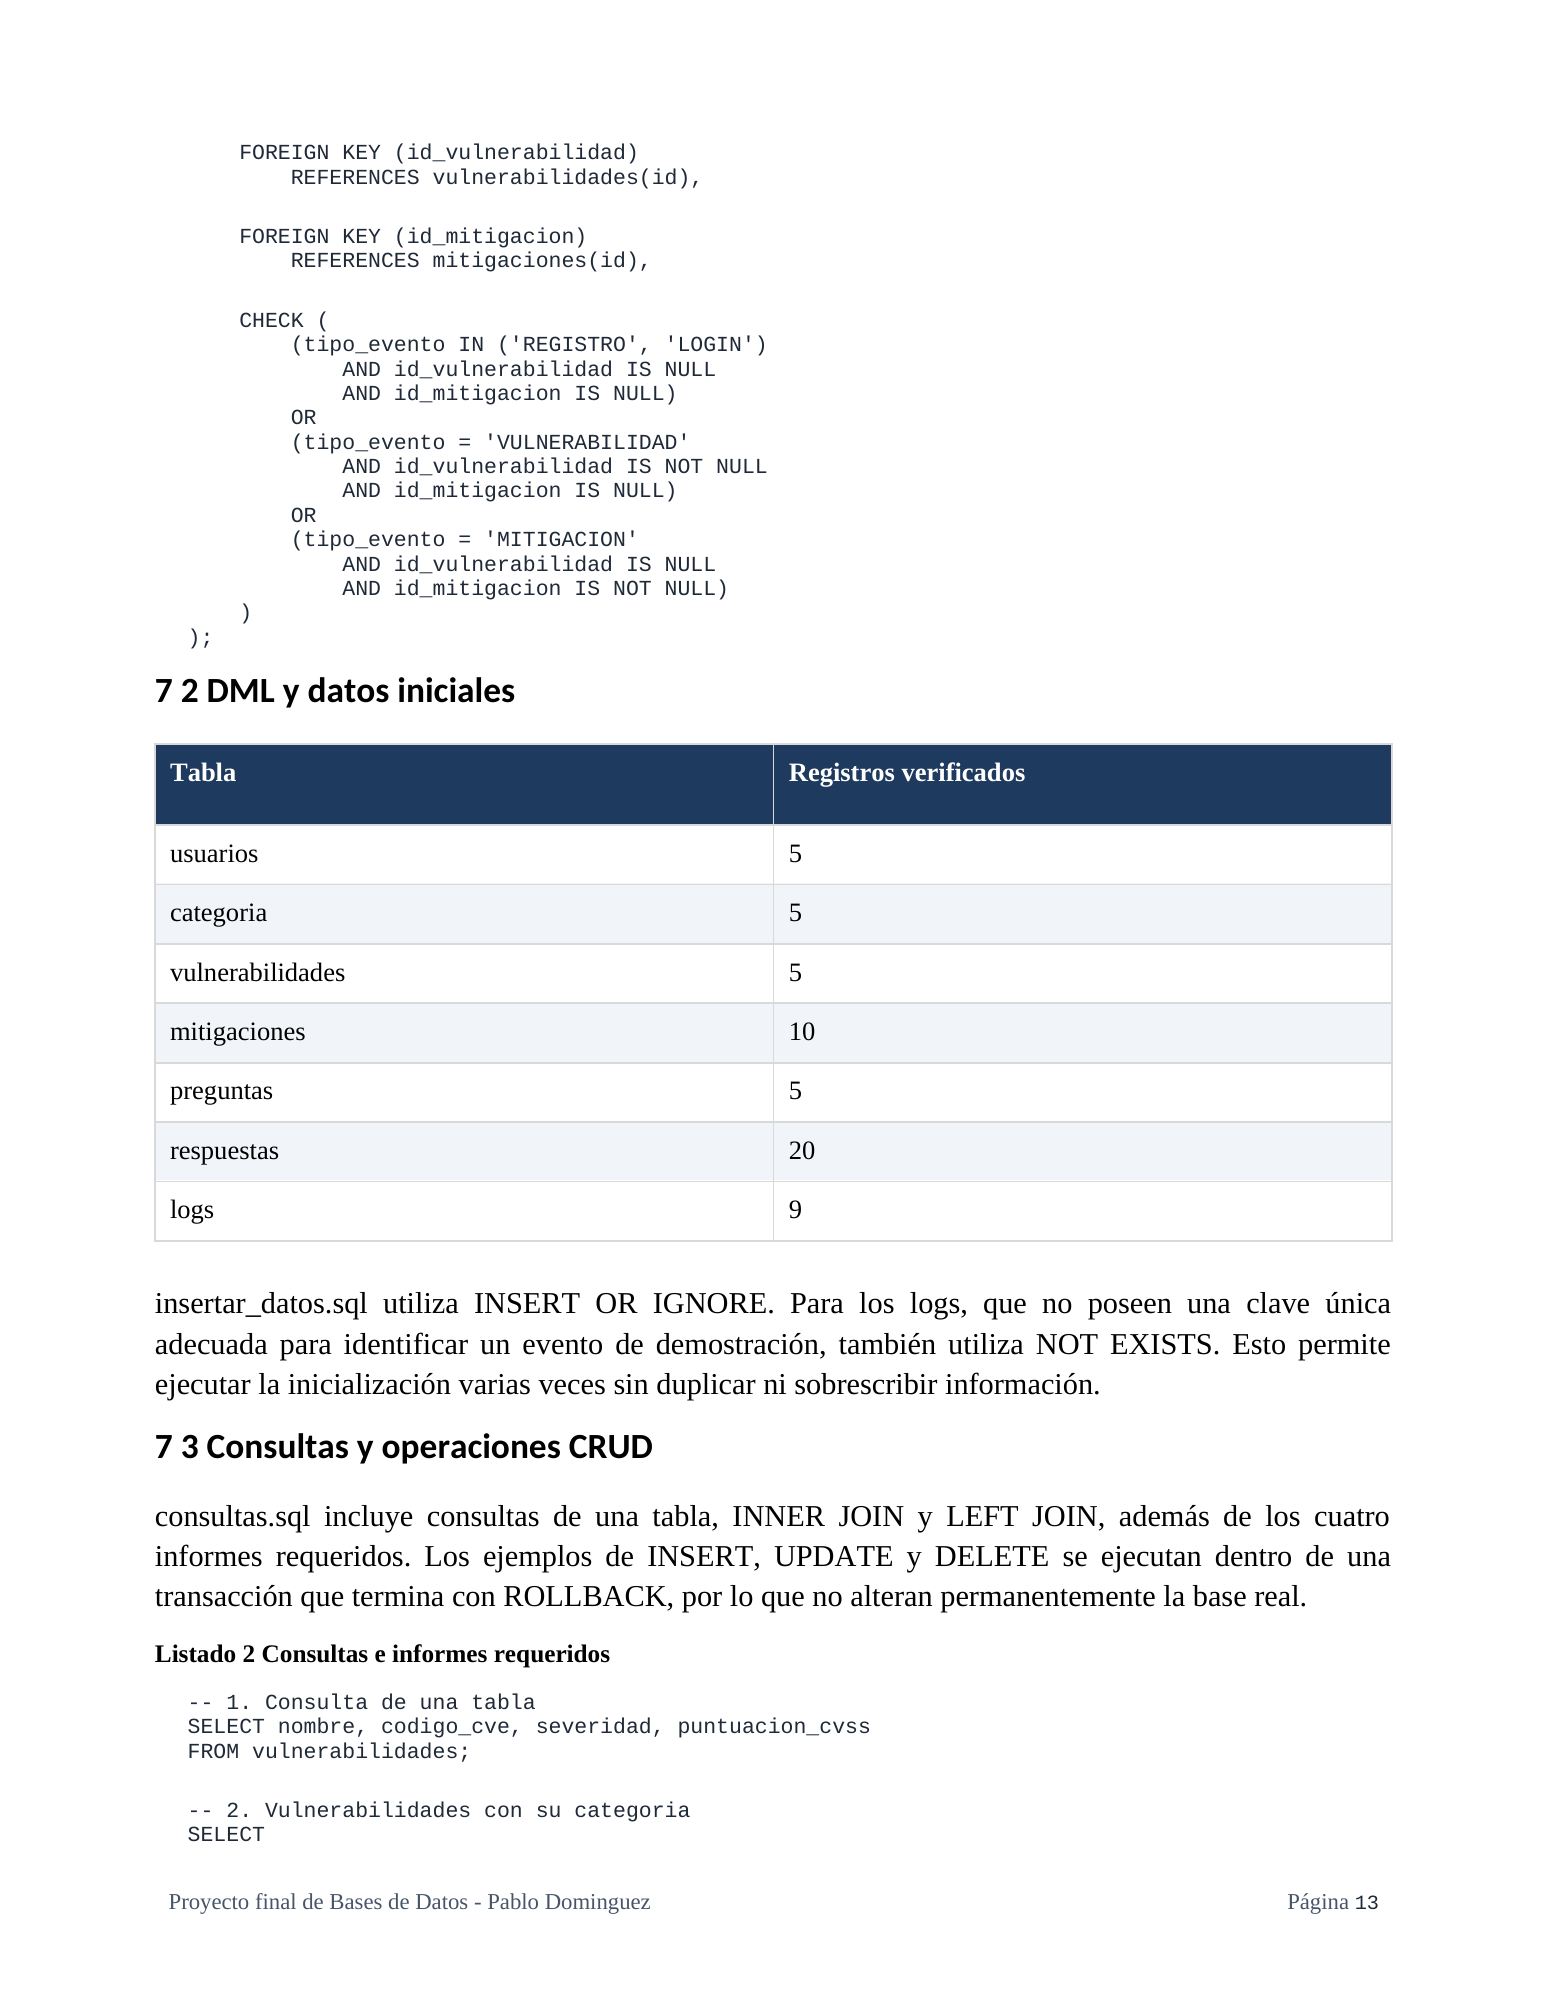 FOREIGN KEY (id_vulnerabilidad)
    REFERENCES vulnerabilidades(id),

FOREIGN KEY (id_mitigacion)
    REFERENCES mitigaciones(id),

CHECK (
    (tipo_evento IN ('REGISTRO', 'LOGIN')
        AND id_vulnerabilidad IS NULL
        AND id_mitigacion IS NULL)
    OR
    (tipo_evento = 'VULNERABILIDAD'
        AND id_vulnerabilidad IS NOT NULL
        AND id_mitigacion IS NULL)
    OR
    (tipo_evento = 'MITIGACION'
        AND id_vulnerabilidad IS NULL
        AND id_mitigacion IS NOT NULL)
)
);
7 2 DML y datos iniciales
Tabla Registros verificados
usuarios 5
categoria 5
vulnerabilidades 5
mitigaciones 10
preguntas 5
respuestas 20
logs 9
insertar_datos.sql utiliza INSERT OR IGNORE. Para los logs, que no poseen una clave única
adecuada para identificar un evento de demostración, también utiliza NOT EXISTS. Esto permite
ejecutar la inicialización varias veces sin duplicar ni sobrescribir información.
7 3 Consultas y operaciones CRUD
consultas.sql incluye consultas de una tabla, INNER JOIN y LEFT JOIN, además de los cuatro
informes requeridos. Los ejemplos de INSERT, UPDATE y DELETE se ejecutan dentro de una
transacción que termina con ROLLBACK, por lo que no alteran permanentemente la base real.
Listado 2 Consultas e informes requeridos
-- 1. Consulta de una tabla
SELECT nombre, codigo_cve, severidad, puntuacion_cvss
FROM vulnerabilidades;

-- 2. Vulnerabilidades con su categoria
SELECT
Proyecto final de Bases de Datos - Pablo Dominguez Página 13